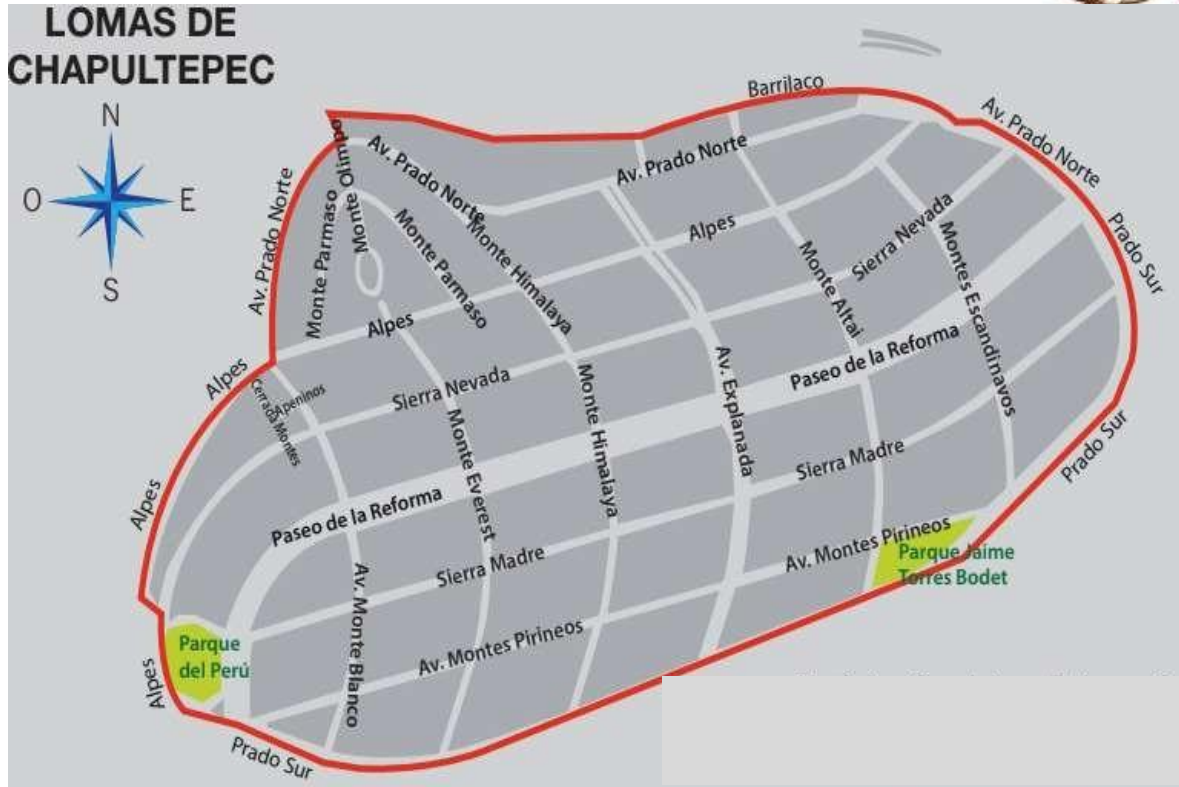 LOMAS DE
CHAPULTEPEC
N
O
E
S
Barrilaco
Av. Prado Norte
Av. Prado Norte
Av. Prado Norte
Av. Prado Norte
Monte Olimpo
Monte Parmaso
Monte Parmaso
Monte Himalaya
Alpes
Sierra Nevada
Montes Escandinavos
Prado Sur
Monte Altai
Alpes
Alpes
Cerrada Montes
Apeninos
Sierra Nevada
Monte Everest
Monte Himalaya
Av. Explanada
Paseo de la Reforma
Prado Sur
Alpes
Paseo de la Reforma
Sierra Madre
Sierra Madre
Av. Montes Pirineos
Parque Jaime
Torres Bodet
Av. Monte Blanco
Av. Montes Pirineos
Parque
del Perú
Alpes
Prado Sur